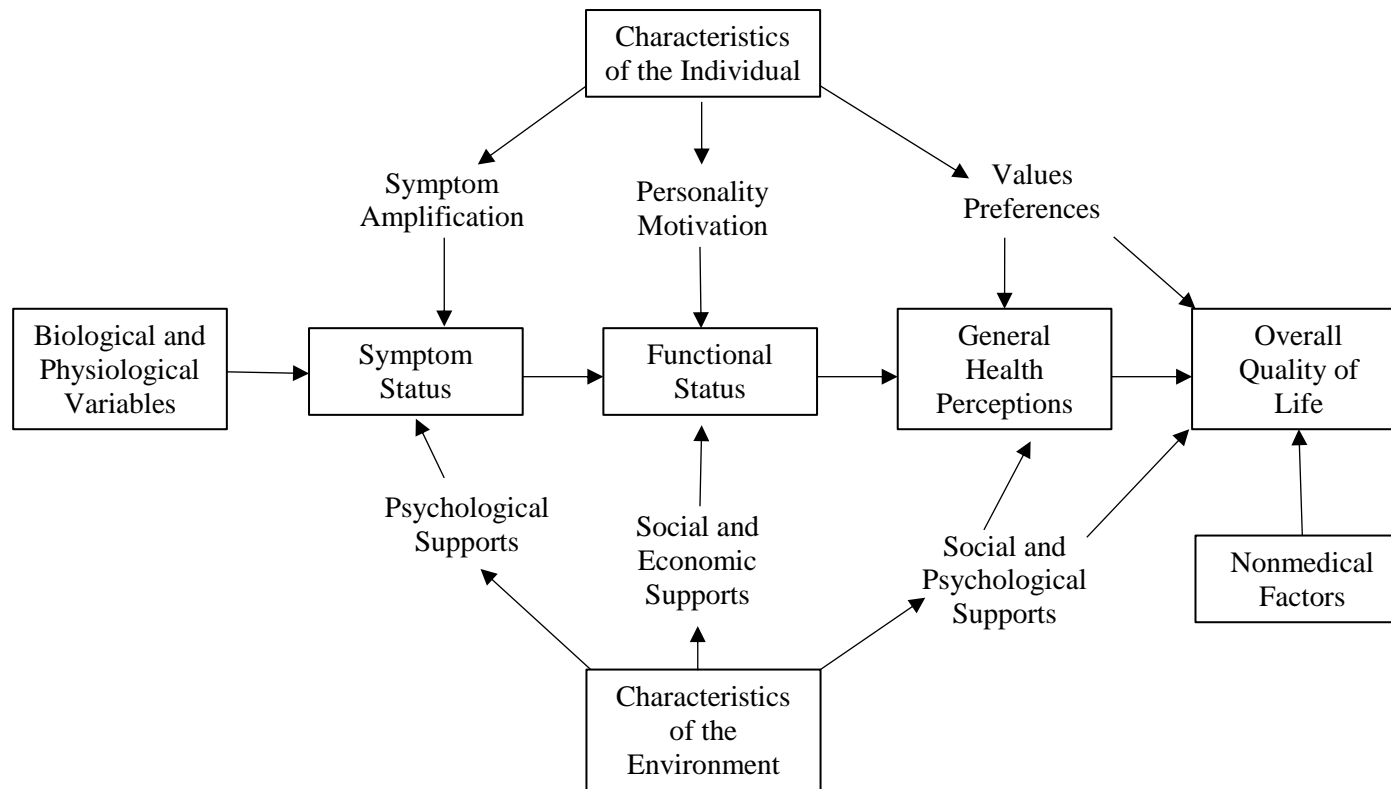 Characteristics
of the Individual
Symptom
Amplification
Personality
Motivation
Values
Preferences
Biological and
Physiological
Variables
Symptom
Status
Functional
Status
General
Health
Perceptions
Overall
Quality of
Life
Psychological
Supports
Social and
Economic
Supports
Social and
Psychological
Supports
Nonmedical
Factors
Characteristics
of the
Environment